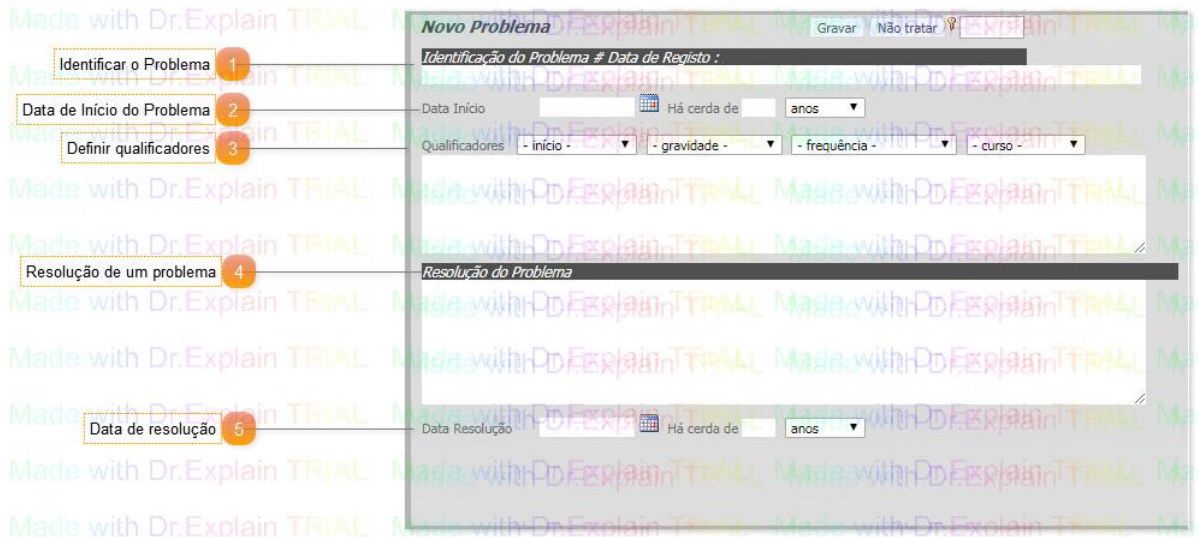 Novo Problema Gravar Não tratar
Identificar o Problema 1 Identificação do Problema # Data de Registo :
Data de Início do Problema 2 Data Início Há cerda de anos
Definir qualificadores 3 Qualificadores - início - - gravidade - - frequência - - curso -
Resolução de um problema 4 Resolução do Problema
Data de resolução 5 Data Resolução Há cerda de anos
Made with Dr.Explain TRIAL